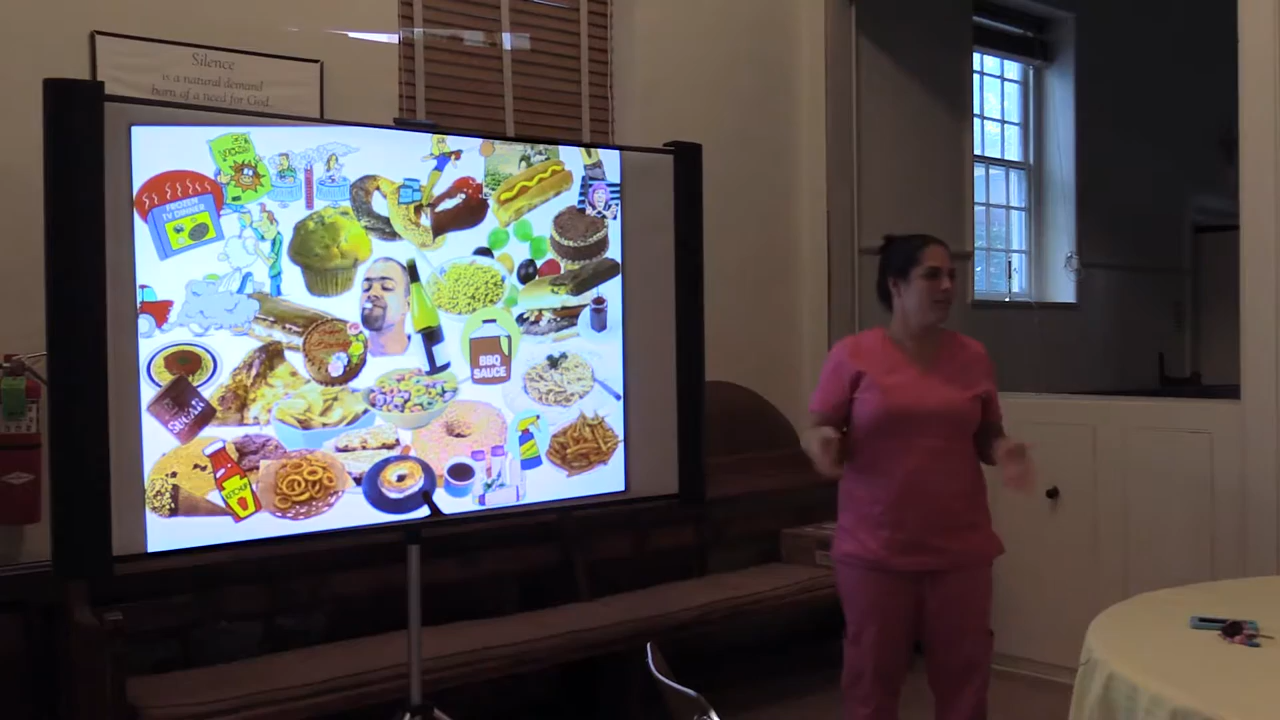 Silence
is a natural demand
born of a need for God.
FROZEN
TV DINNER
BBQ
SAUCE
SUGAR
KETCHUP